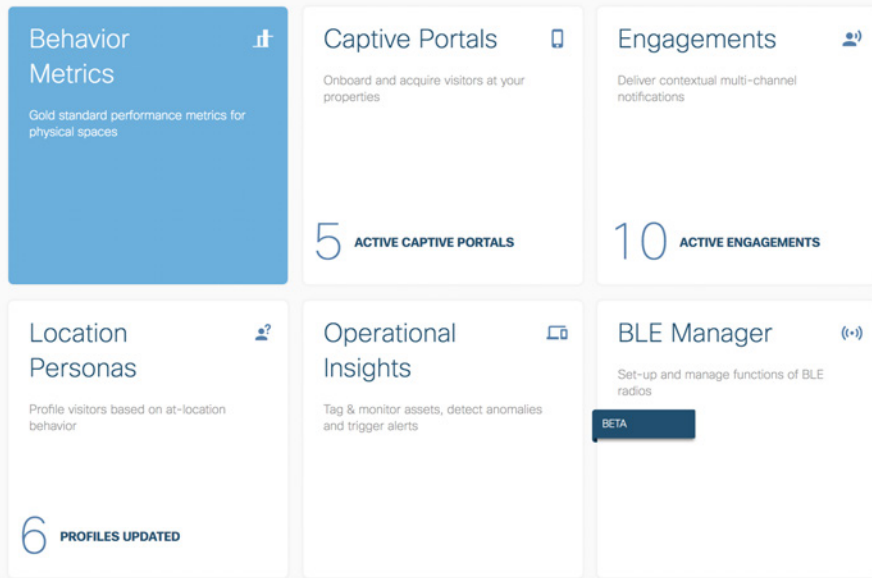 Behavior
Metrics
Gold standard performance metrics for
physical spaces
Captive Portals
Onboard and acquire visitors at your
properties
5 ACTIVE CAPTIVE PORTALS
Engagements
Deliver contextual multi-channel
notifications
10 ACTIVE ENGAGEMENTS
Location
Personas
Profile visitors based on at-location
behavior
6 PROFILES UPDATED
Operational
Insights
Tag & monitor assets, detect anomalies
and trigger alerts
BLE Manager
Set-up and manage functions of BLE
radios
BETA